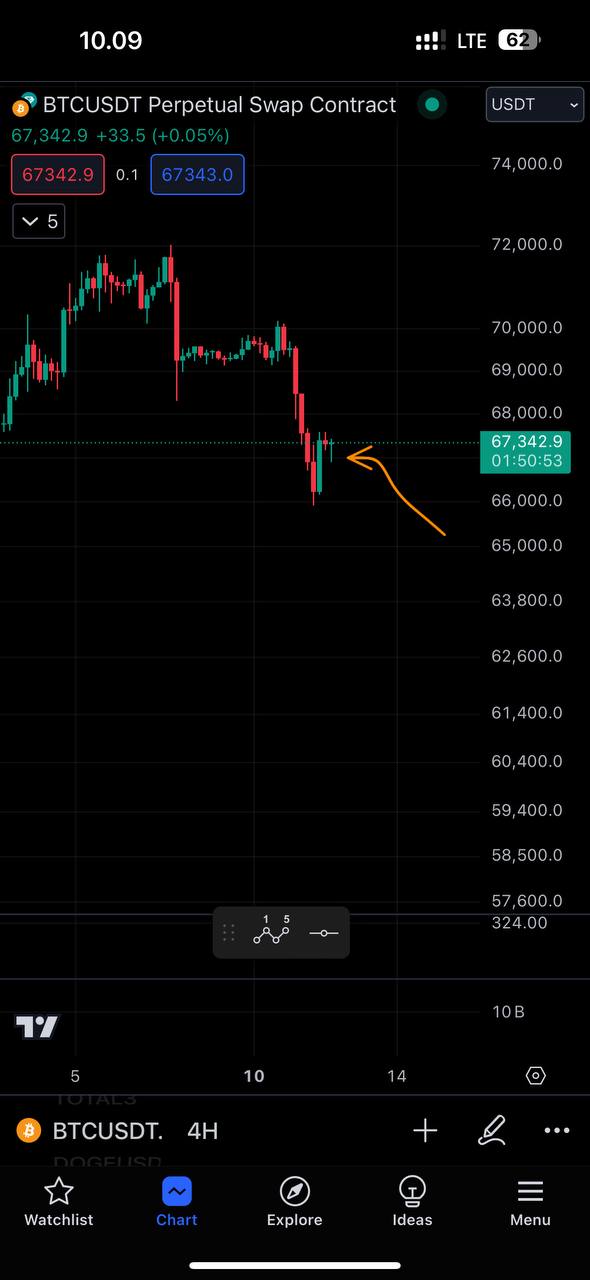 10.09 LTE 62
BTCUSDT Perpetual Swap Contract USDT
67,342.9 +33.5 (+0.05%)
67342.9 0.1 67343.0
5
74,000.0
72,000.0
70,000.0
69,000.0
68,000.0
67,342.9
01:50:53
66,000.0
65,000.0
63,800.0
62,600.0
61,400.0
60,400.0
59,400.0
58,500.0
57,600.0
324.00
1 5
10 B
5 10 14
TOTAL3
BTCUSDT. 4H
DOGEUSD
Watchlist Chart Explore Ideas Menu